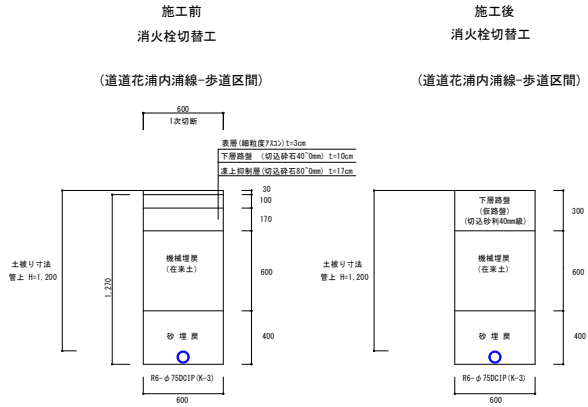 施工前
消火栓切替工
(道道花浦内浦線-歩道区間)
600
1次切断
表層(細粒度アスコン) t=3cm
下層路盤 (切込砕石40~0mm) t=10cm
凍上抑制層(切込砕石80~0mm) t=17cm
30
100
170
機械埋戻
(在来土)
600
土被り寸法
管上 H=1,200
1,270
砂 埋 戻
400
R6-φ75DCIP(K-3)
600
施工後
消火栓切替工
(道道花浦内浦線-歩道区間)
下層路盤
(仮路盤)
(切込砂利40mm級)
300
機械埋戻
(在来土)
600
土被り寸法
管上 H=1,200
砂 埋 戻
400
R6-φ75DCIP(K-3)
600